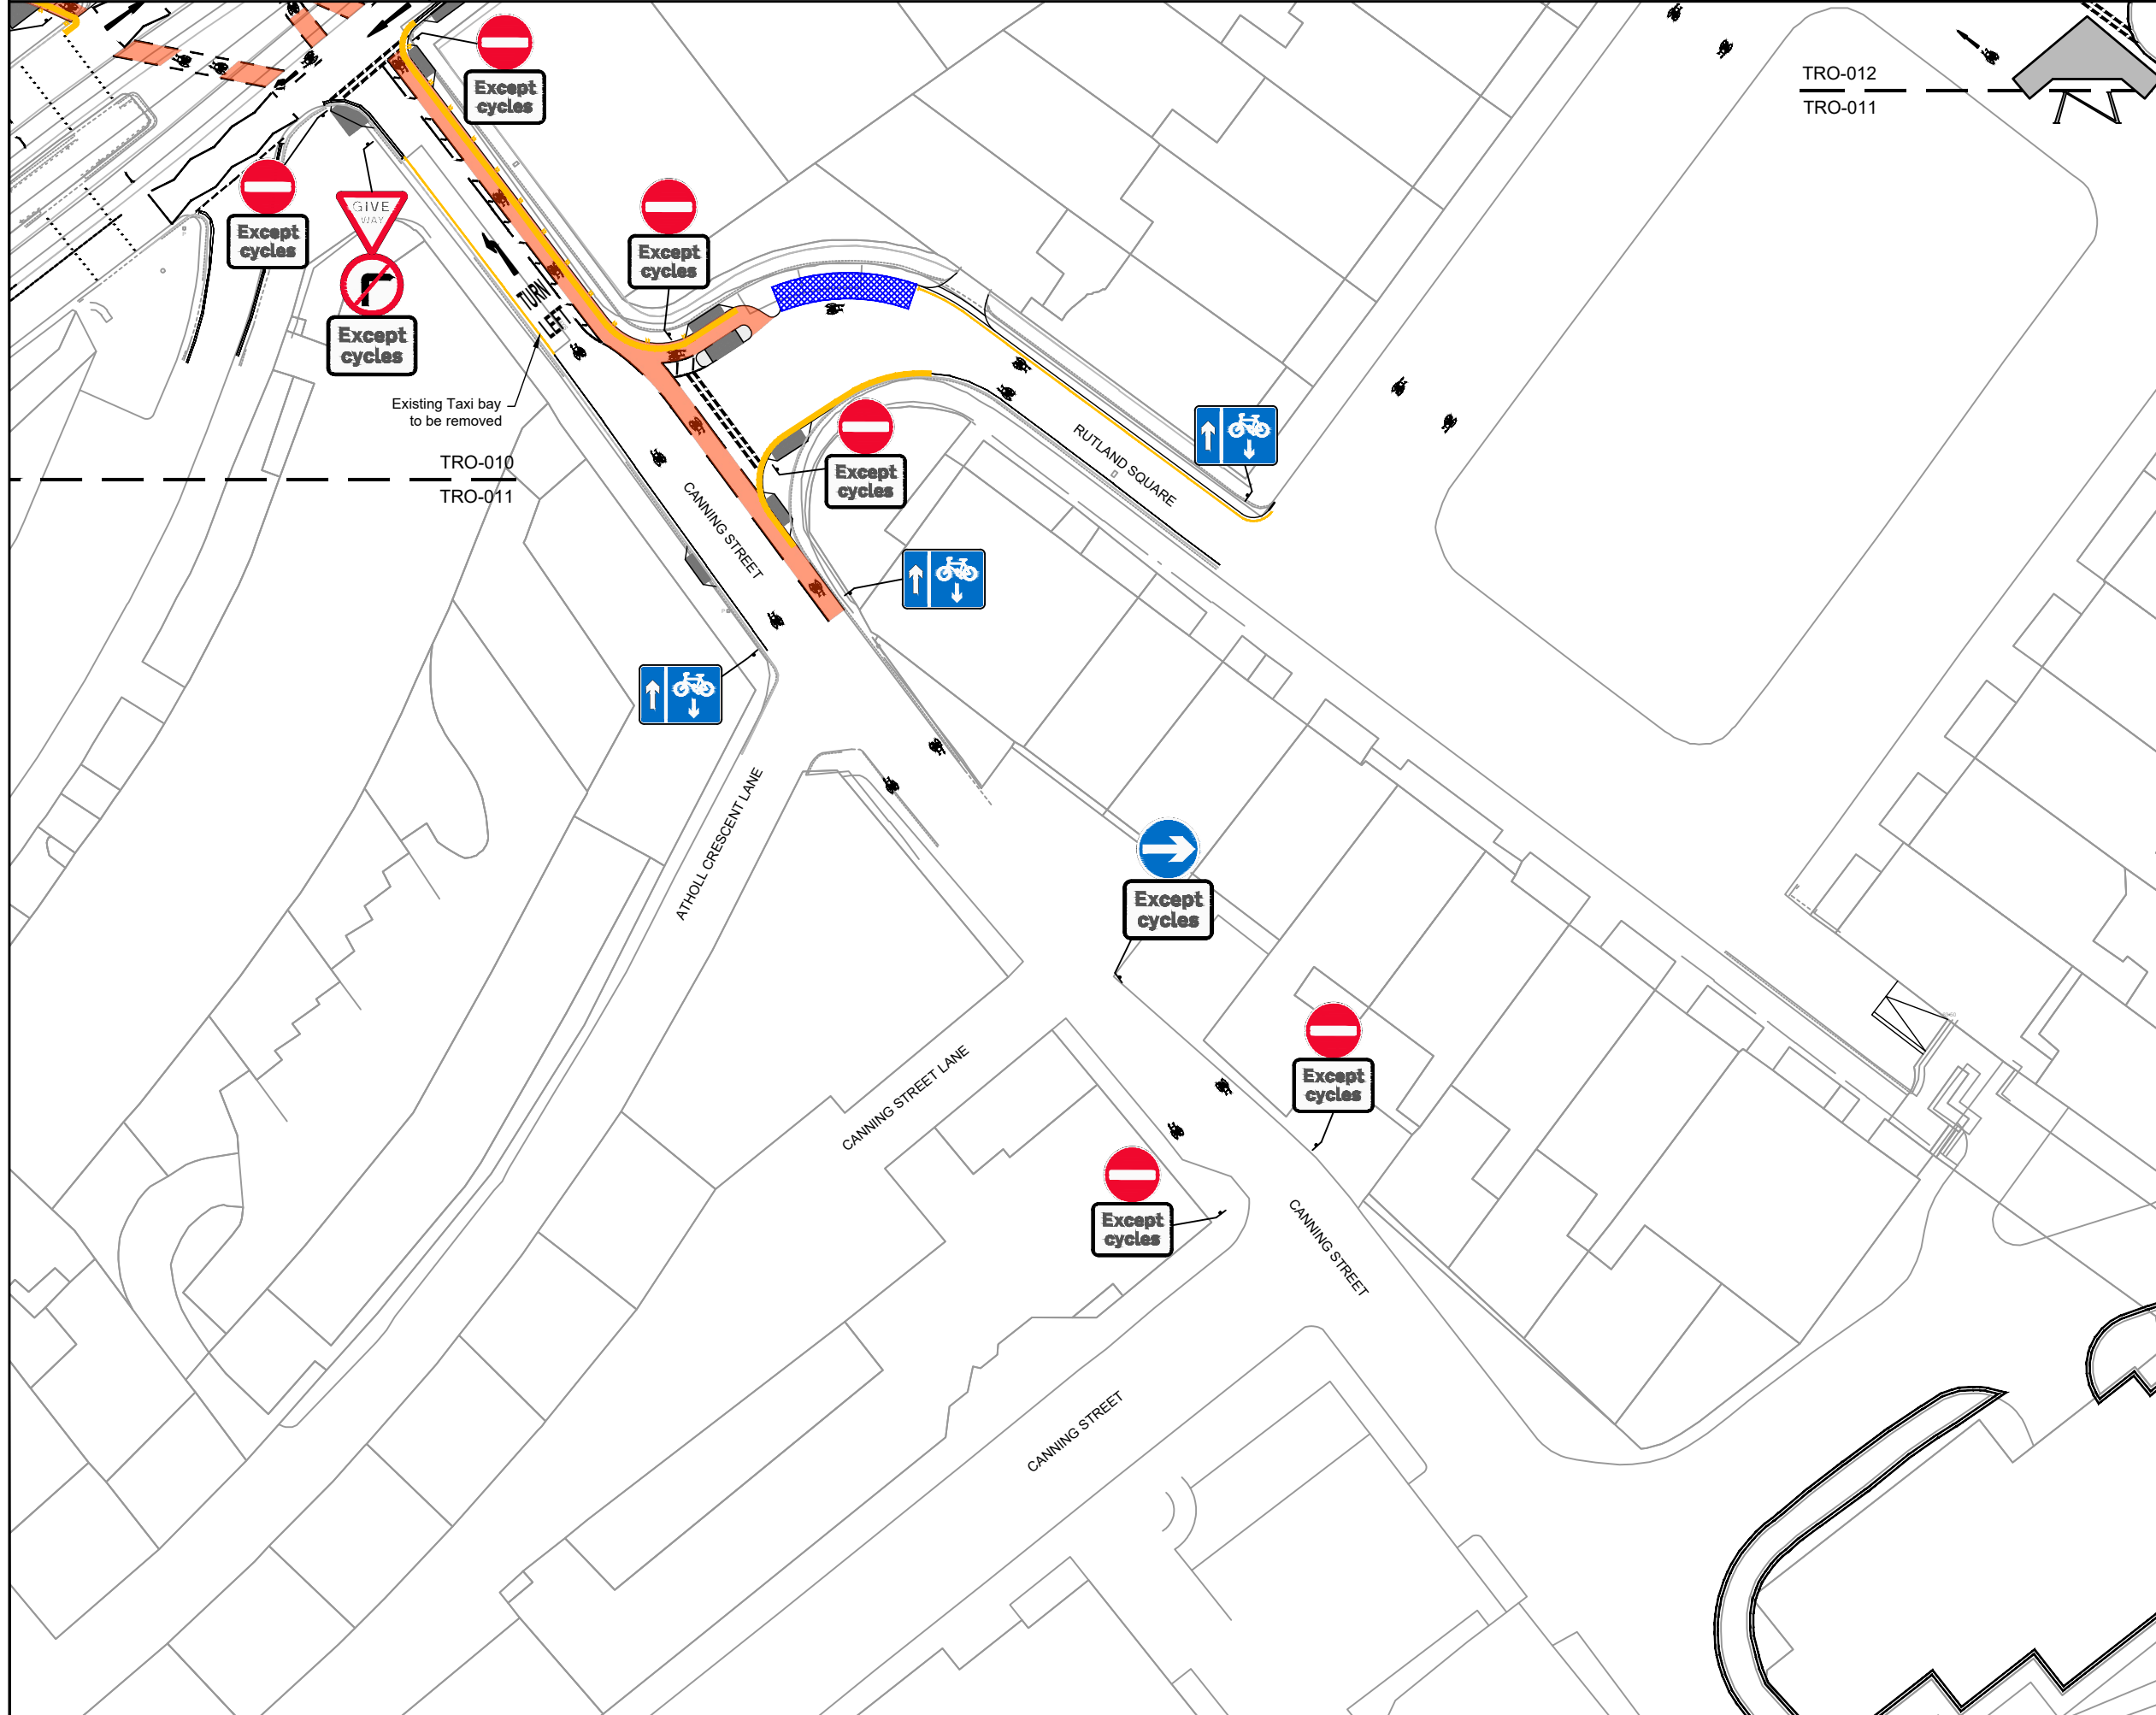 Except
cycles
TRO-012
TRO-011
Except
cycles
GIVE
WAY
Except
cycles
Except
cycles
TURN
LEFT
Existing Taxi bay
to be removed
TRO-010
TRO-011
Except
cycles
RUTLAND SQUARE
CANNING STREET
ATHOLL CRESCENT LANE
Except
cycles
CANNING STREET LANE
Except
cycles
Except
cycles
CANNING STREET
CANNING STREET